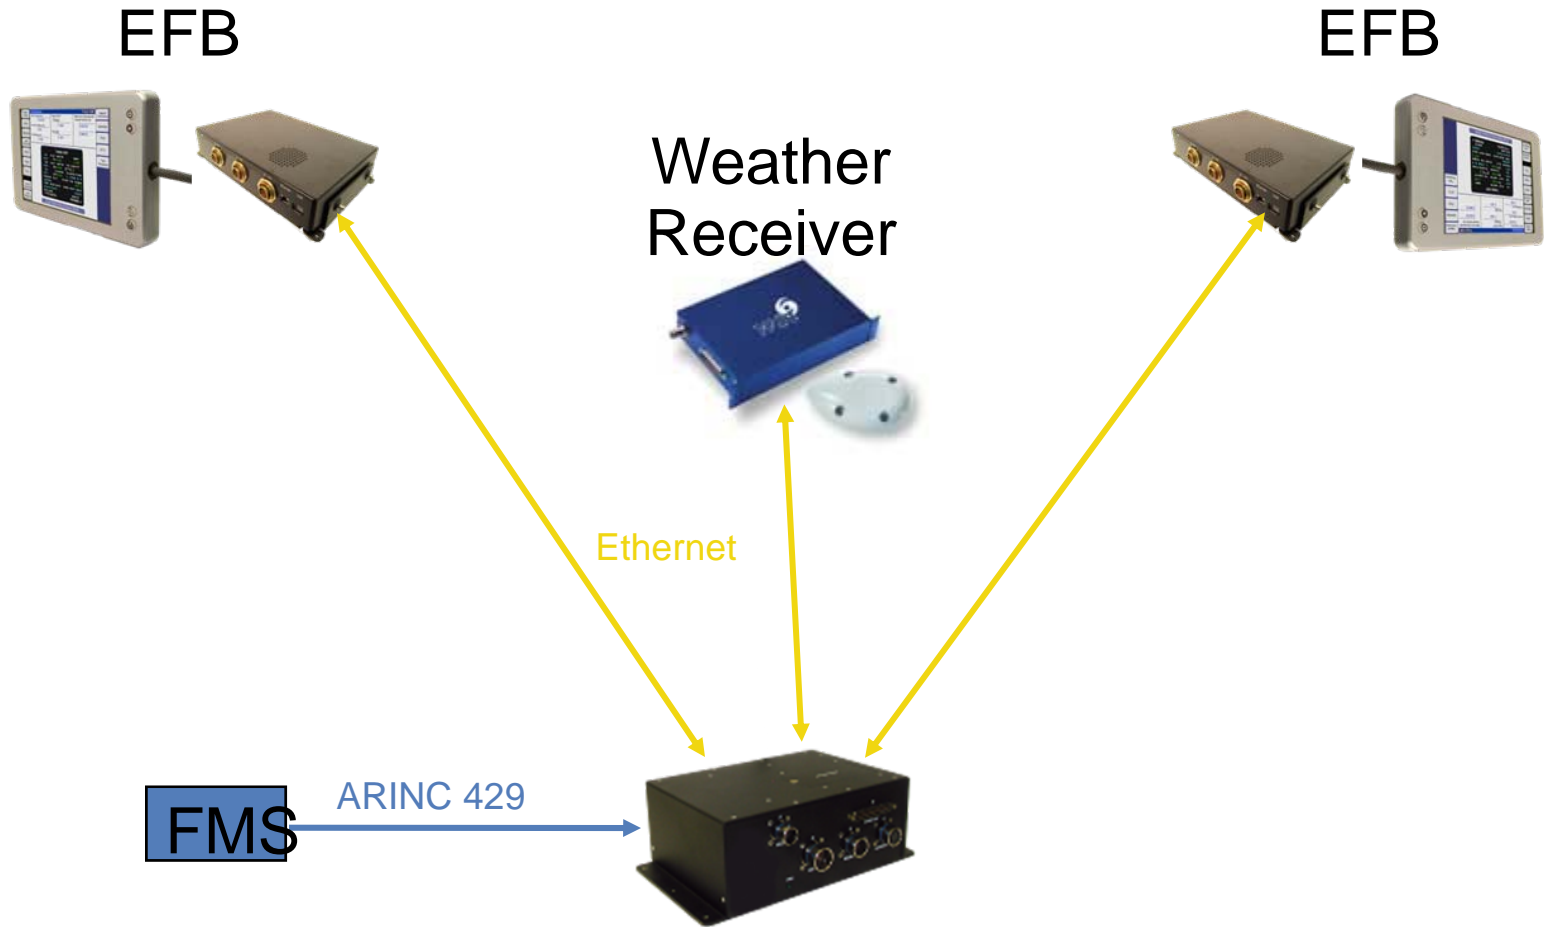 EFB
EFB
Weather
Receiver
Ethernet
ARINC 429
FMS